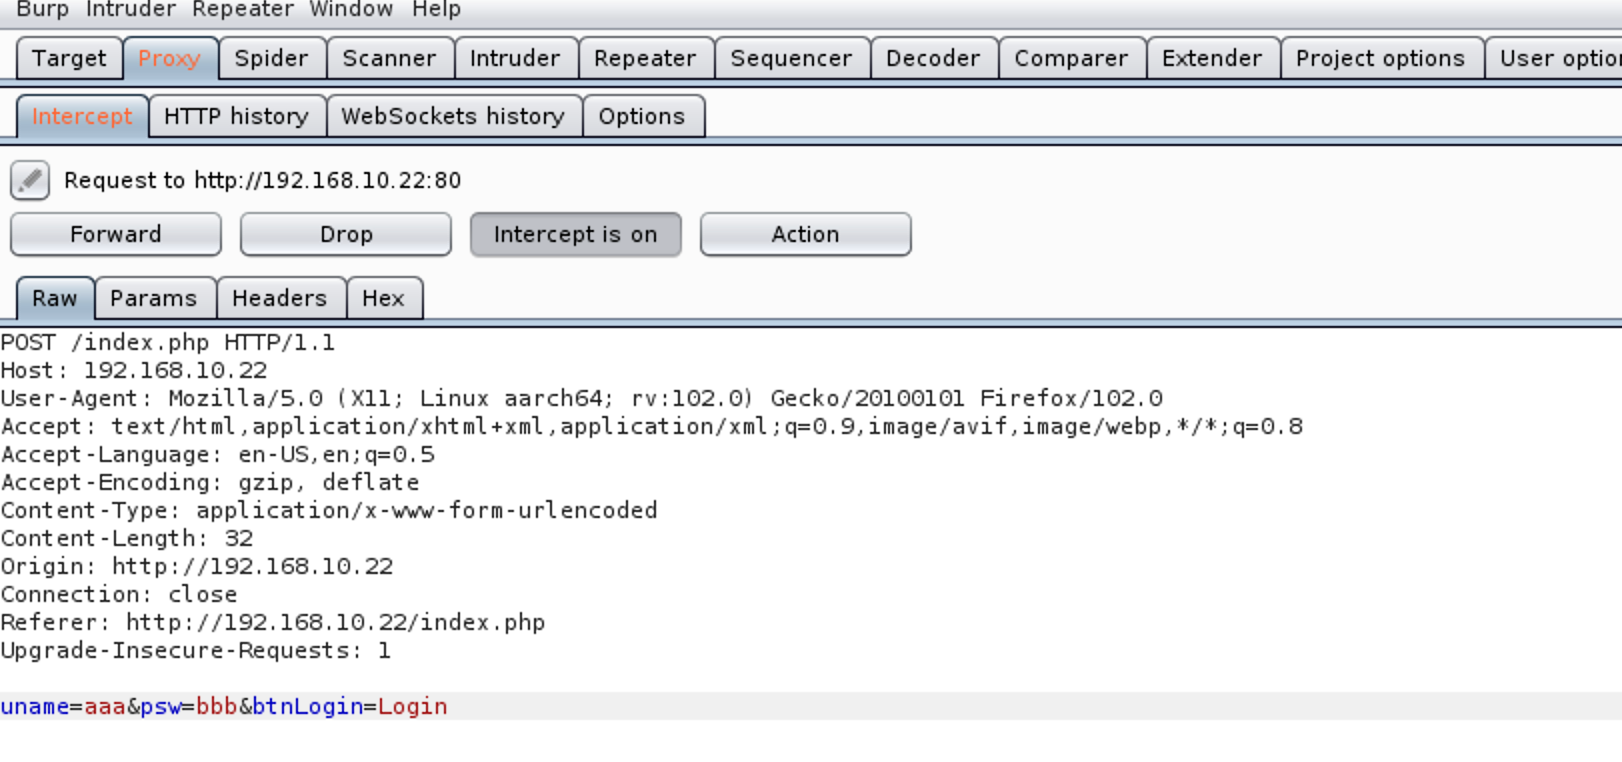 Burp Intruder Repeater Window Help
Target Proxy Spider Scanner Intruder Repeater Sequencer Decoder Comparer Extender Project options User optio
Intercept HTTP history WebSockets history Options
Request to http://192.168.10.22:80
Forward Drop Intercept is on Action
Raw Params Headers Hex
POST /index.php HTTP/1.1
Host: 192.168.10.22
User-Agent: Mozilla/5.0 (X11; Linux aarch64; rv:102.0) Gecko/20100101 Firefox/102.0
Accept: text/html,application/xhtml+xml,application/xml;q=0.9,image/avif,image/webp,*/*;q=0.8
Accept-Language: en-US,en;q=0.5
Accept-Encoding: gzip, deflate
Content-Type: application/x-www-form-urlencoded
Content-Length: 32
Origin: http://192.168.10.22
Connection: close
Referer: http://192.168.10.22/index.php
Upgrade-Insecure-Requests: 1
uname=aaa&psw=bbb&btnLogin=Login